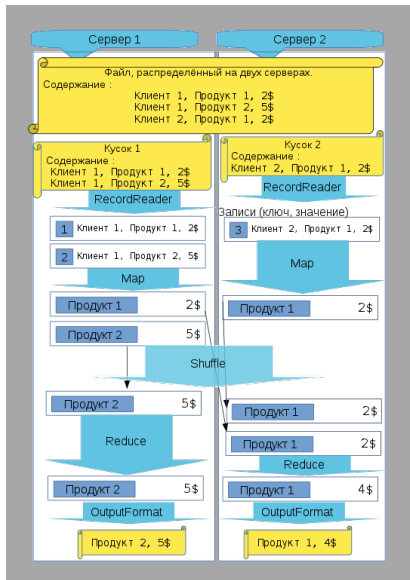 Сервер 1
Сервер 2
Файл, распределённый на двух серверах.
Содержание :
Клиент 1, Продукт 1, 2$
Клиент 1, Продукт 2, 5$
Клиент 2, Продукт 1, 2$
Кусок 1
Содержание :
Клиент 1, Продукт 1, 2$
Клиент 1, Продукт 2, 5$
Кусок 2
Содержание :
Клиент 2, Продукт 1, 2$
RecordReader
RecordReader
Записи (ключ, значение)
1 Клиент 1, Продукт 1, 2$
3 Клиент 2, Продукт 1, 2$
2 Клиент 1, Продукт 2, 5$
Map
Map
Продукт 1 2$
Продукт 1 2$
Продукт 2 5$
Shuffle
Продукт 2 5$
Продукт 1 2$
Продукт 1 2$
Reduce
Reduce
Продукт 2 5$
Продукт 1 4$
OutputFormat
OutputFormat
Продукт 2, 5$
Продукт 1, 4$